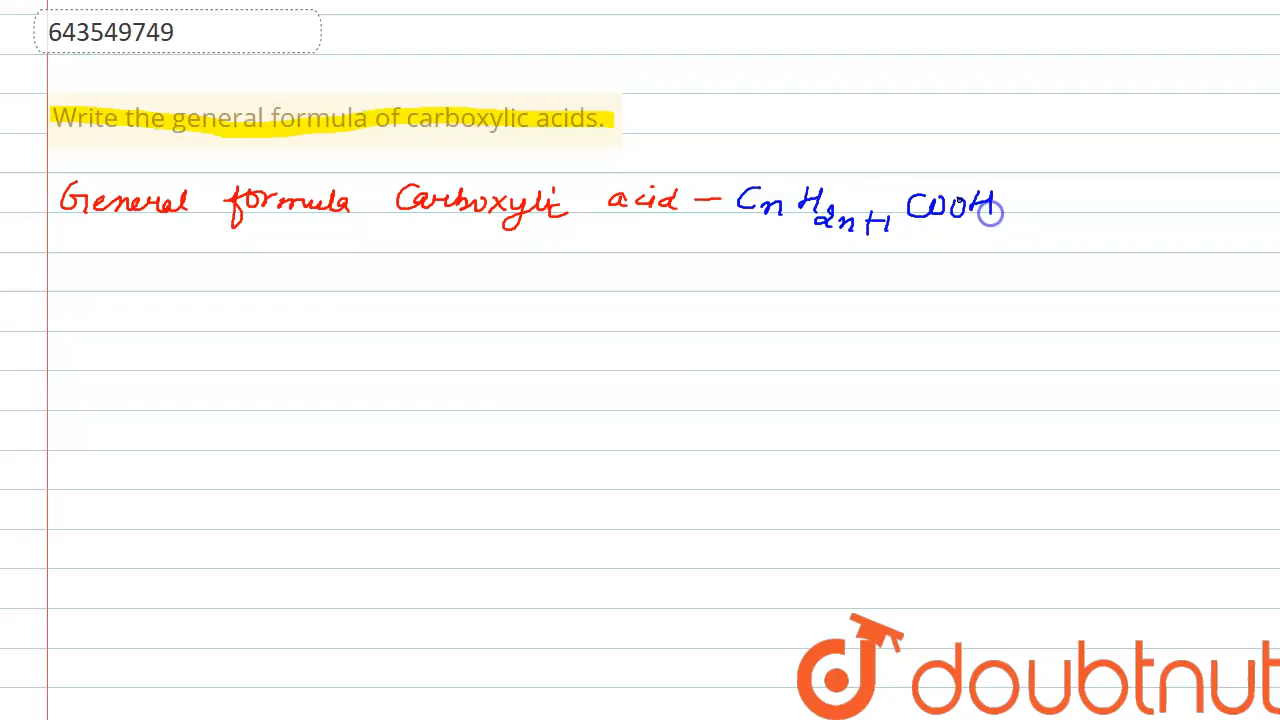 643549749
Write the general formula of carboxylic acids.
General formula Carboxylic acid - CnH2n+1 COOH
doubtnut